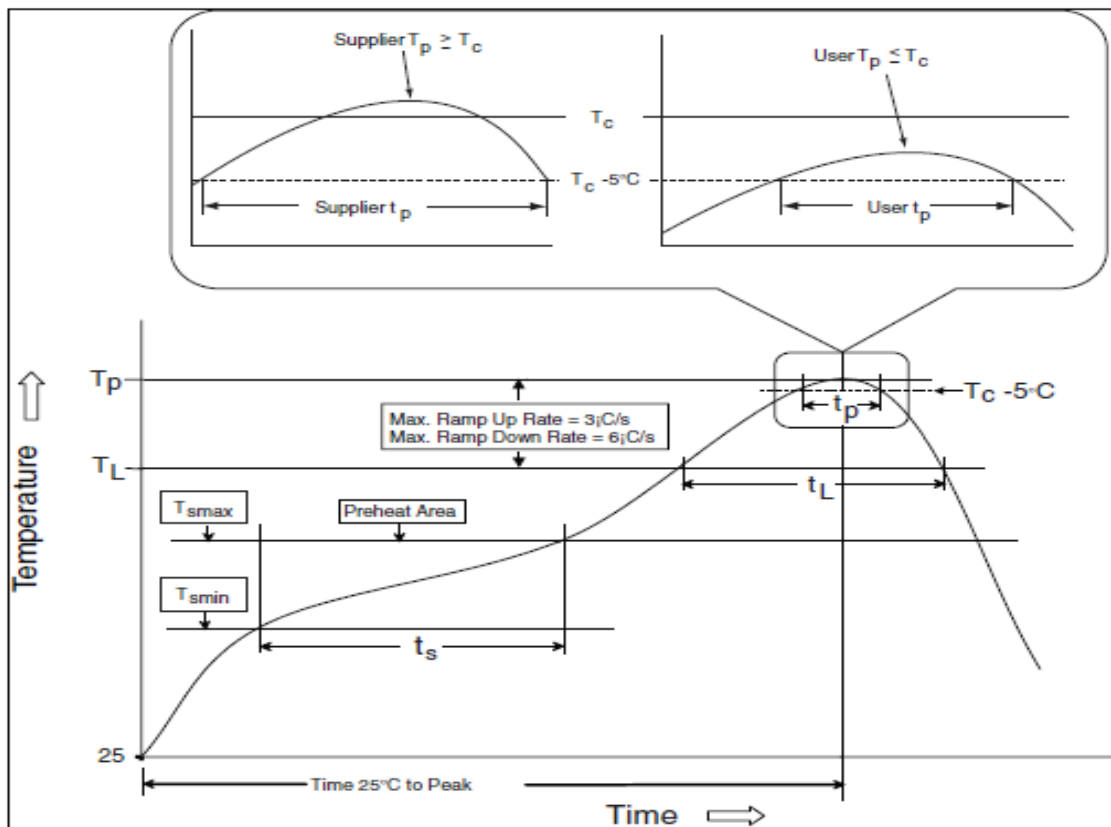 Supplier Tp ≥ Tc
User Tp ≤ Tc
Tc
Tc -5°C
Supplier tp
User tp
Tp
Tc -5°C
tp
Max. Ramp Up Rate = 3¡C/s
Max. Ramp Down Rate = 6¡C/s
TL
tL
Tsmax
Preheat Area
Tsmin
ts
Temperature
25
Time 25°C to Peak
Time